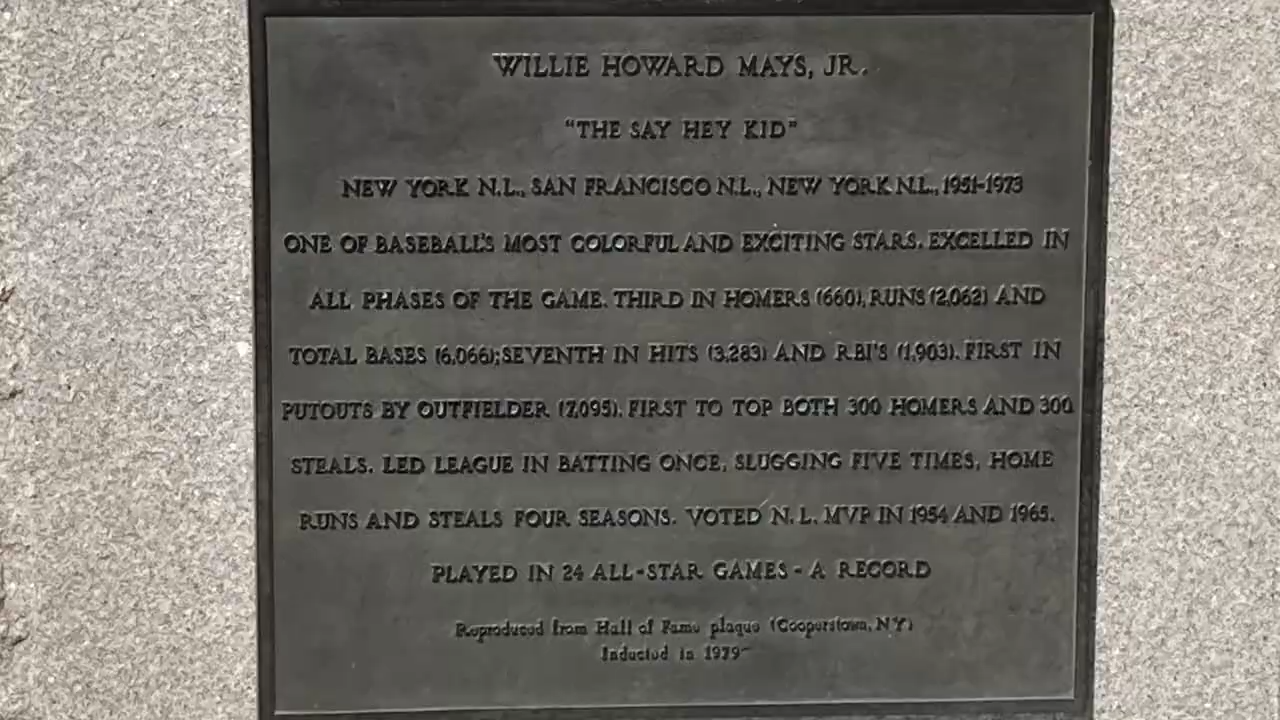 WILLIE HOWARD MAYS, JR.
"THE SAY HEY KID"
NEW YORK N.L., SAN FRANCISCO N.L., NEW YORK N.L., 1951-1973
ONE OF BASEBALL'S MOST COLORFUL AND EXCITING STARS. EXCELLED IN
ALL PHASES OF THE GAME. THIRD IN HOMERS (660), RUNS (2,062) AND
TOTAL BASES (6,066); SEVENTH IN HITS (3,283) AND RBI'S (1,903). FIRST IN
PUTOUTS BY OUTFIELDER (7,095). FIRST TO TOP BOTH 300 HOMERS AND 300
STEALS. LED LEAGUE IN BATTING ONCE, SLUGGING FIVE TIMES, HOME
RUNS AND STEALS FOUR SEASONS. VOTED N.L. MVP IN 1954 AND 1965.
PLAYED IN 24 ALL-STAR GAMES - A RECORD
Reproduced from Hall of Fame plaque (Cooperstown, NY)
Inducted in 1979